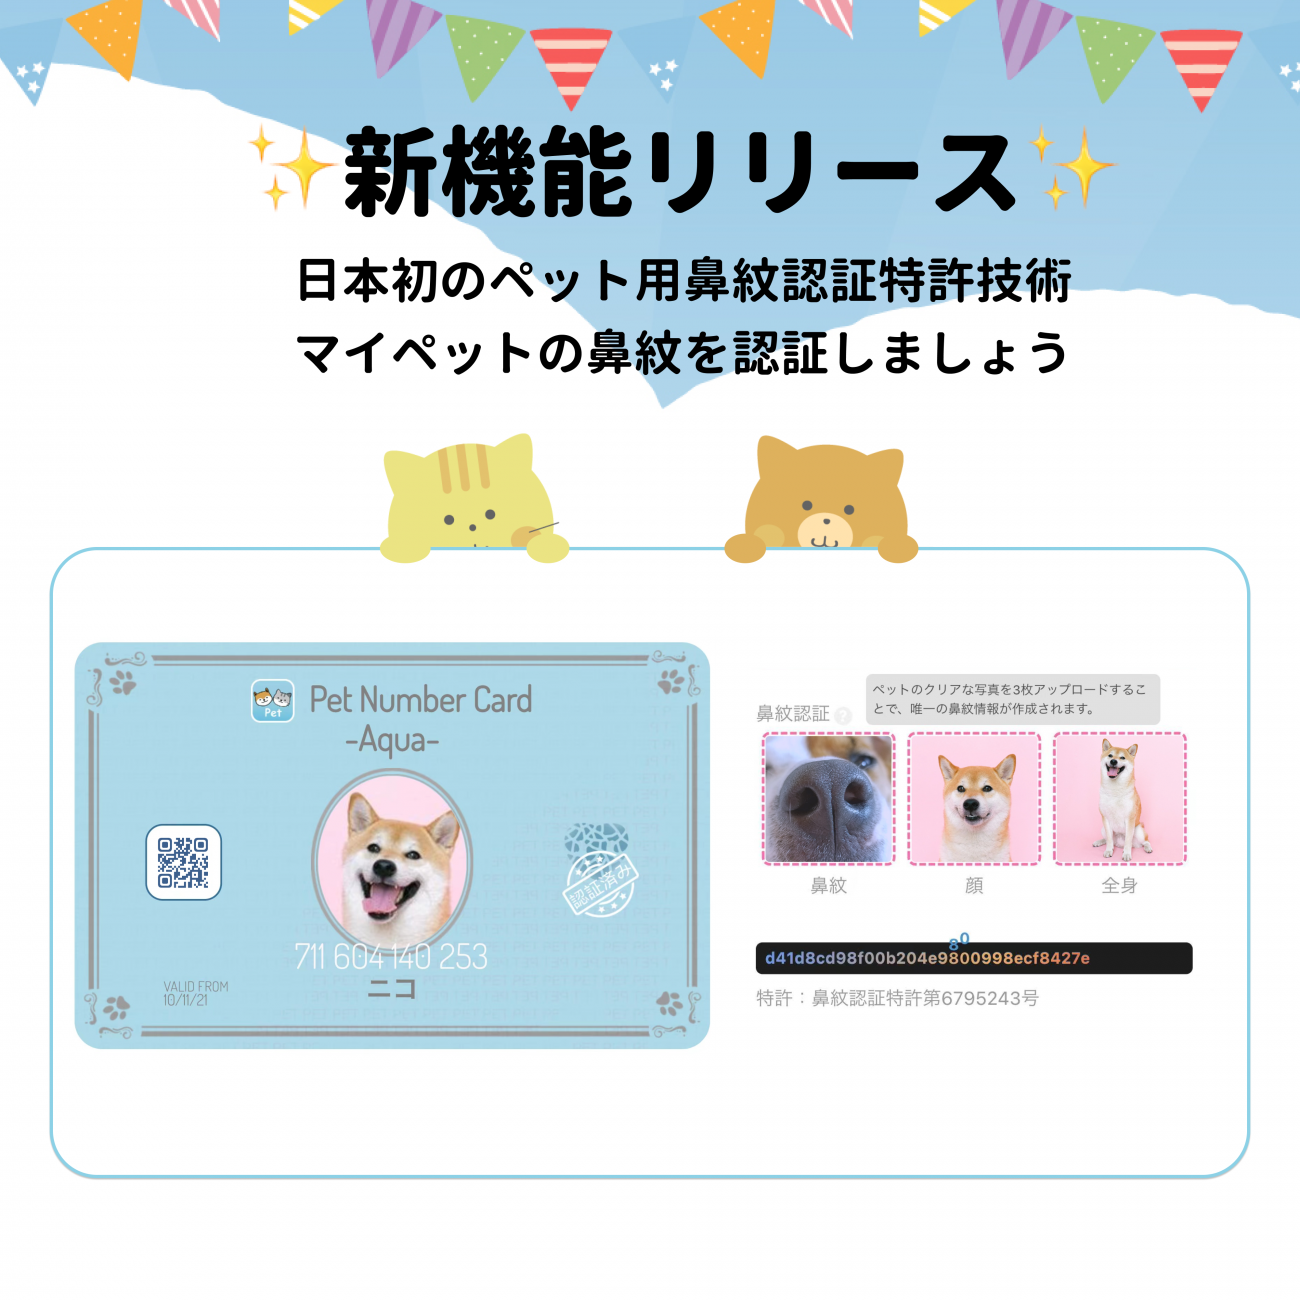 新機能リリース
日本初のペット用鼻紋認証特許技術
マイペットの鼻紋を認証しましょう
Pet
Pet Number Card
-Aqua-
認証済み
711 604 140 253
ニコ
VALID FROM
10/11/21
鼻紋認証 ?
ペットのクリアな写真を3枚アップロードするこ
とで、唯一の鼻紋情報が作成されます。
鼻紋
顔
全身
80
d41d8cd98f00b204e9800998ecf8427e
特許：鼻紋認証特許第6795243号